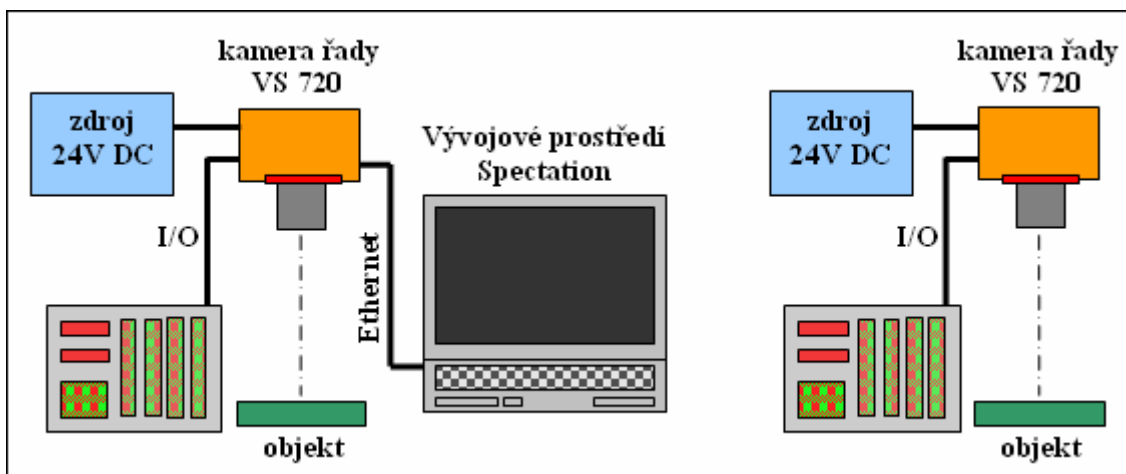 kamera řady
VS 720
zdroj
24V DC
Vývojové prostředí
Spectation
I/O
Ethernet
objekt
kamera řady
VS 720
zdroj
24V DC
I/O
objekt